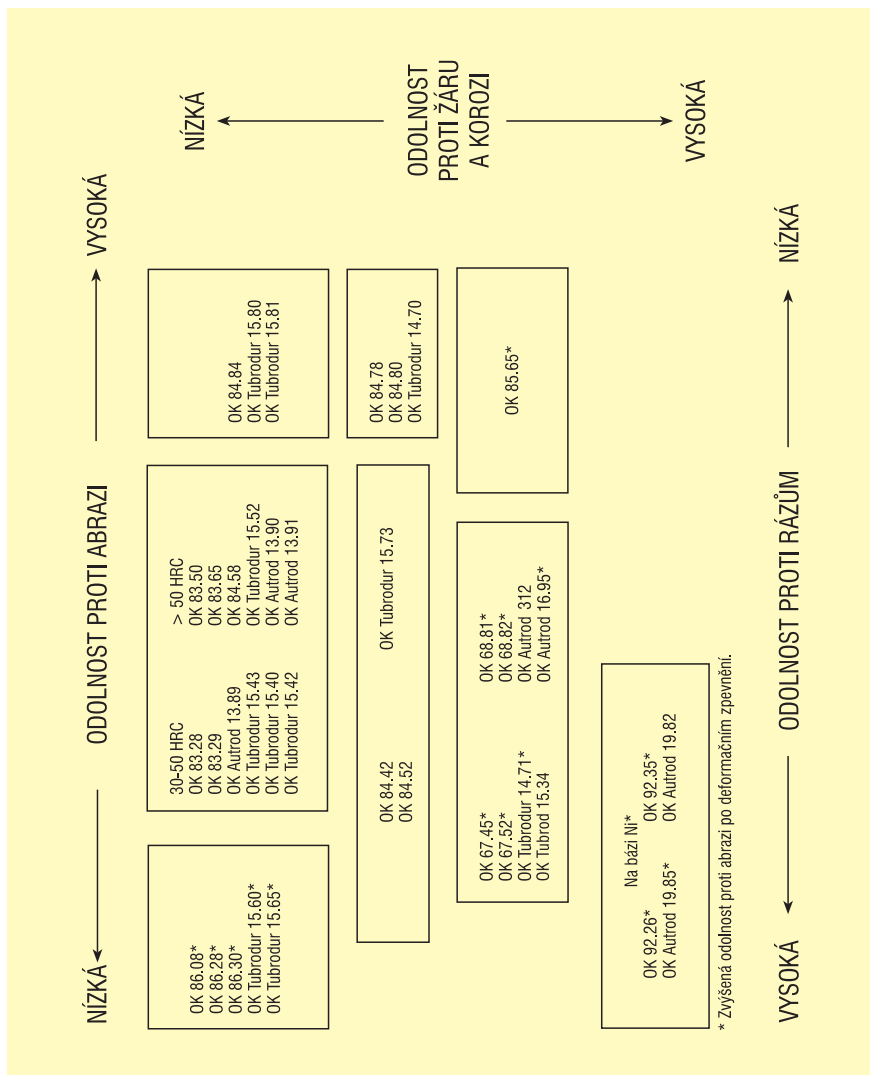 NÍZKÁ
ODOLNOST PROTI ABRAZI
VYSOKÁ
OK 86.08*
OK 86.28*
OK 86.30*
OK Tubrodur 15.60*
OK Tubrodur 15.65*
30-50 HRC
OK 83.28
OK 83.29
OK Autrod 13.89
OK Tubrodur 15.43
OK Tubrodur 15.40
OK Tubrodur 15.42
> 50 HRC
OK 83.50
OK 83.65
OK 84.58
OK Tubrodur 15.52
OK Autrod 13.90
OK Autrod 13.91
OK 84.84
OK Tubrodur 15.80
OK Tubrodur 15.81
NÍZKÁ
ODOLNOST
PROTI ŽÁRU
A KOROZI
VYSOKÁ
OK 84.42
OK 84.52
OK Tubrodur 15.73
OK 84.78
OK 84.80
OK Tubrodur 14.70
OK 67.45*
OK 67.52*
OK Tubrodur 14.71*
OK Tubrod 15.34
OK 68.81*
OK 68.82*
OK Autrod 312
OK Autrod 16.95*
OK 85.65*
Na bázi Ni*
OK 92.26*
OK Autrod 19.85*
OK 92.35*
OK Autrod 19.82
* Zvýšená odolnost proti abrazi po deformačním zpevnění.
VYSOKÁ
ODOLNOST PROTI RÁZŮM
NÍZKÁ